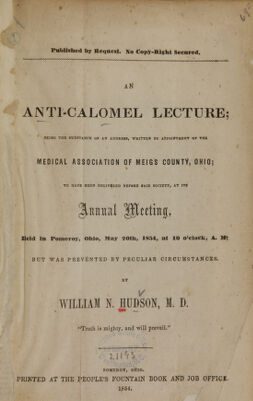 Published by Request. No Copy-Right Secured.
AN
ANTI-CALOMEL LECTURE;
BEING THE SUBSTANCE OF AN ADDRESS, WRITTEN BY APPOINTMENT OF THE
MEDICAL ASSOCIATION OF MEIGS COUNTY, OHIO;
TO HAVE BEEN DELIVERED BEFORE SAID SOCIETY, AT ITS
Annual Meeting,
Held in Pomeroy, Ohio, May 20th, 1854, at 10 o'clock, A. M;
BUT WAS PREVENTED BY PECULIAR CIRCUMSTANCES.
BY
WILLIAM N. HUDSON, M. D.
"Truth is mighty, and will prevail."
POMEROY, OHIO.
PRINTED AT THE PEOPLE'S FOUNTAIN BOOK AND JOB OFFICE.
1854.